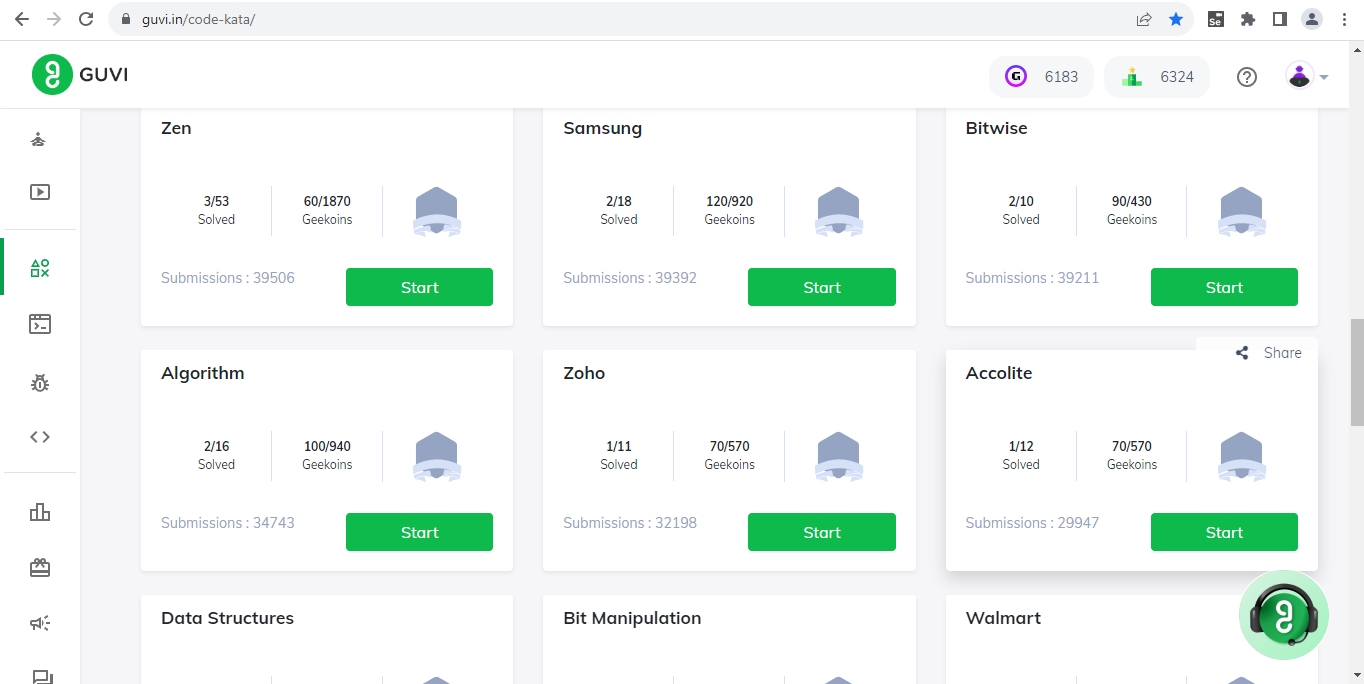 guvi.in/code-kata/
Se
GUVI
G 6183 6324
Zen
3/53 60/1870
Solved Geekoins
Submissions : 39506
Start
Samsung
2/18 120/920
Solved Geekoins
Submissions : 39392
Start
Bitwise
2/10 90/430
Solved Geekoins
Submissions : 39211
Start
Algorithm
2/16 100/940
Solved Geekoins
Submissions : 34743
Start
Zoho
1/11 70/570
Solved Geekoins
Submissions : 32198
Start
Share
Accolite
1/12 70/570
Solved Geekoins
Submissions : 29947
Start
Data Structures
Bit Manipulation
Walmart